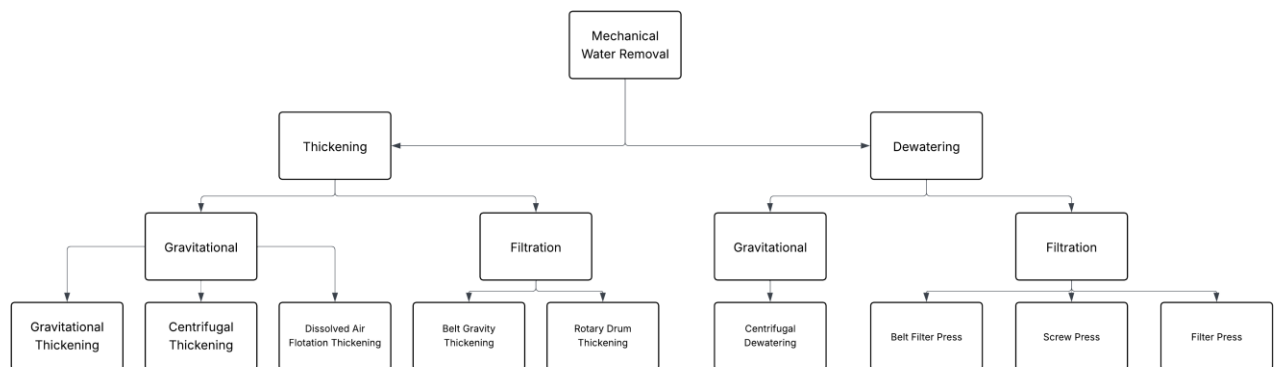 Mechanical
Water Removal
Thickening
Dewatering
Gravitational
Filtration
Gravitational
Filtration
Gravitational
Thickening
Centrifugal
Thickening
Dissolved Air
Flotation Thickening
Belt Gravity
Thickening
Rotary Drum
Thickening
Centrifugal
Dewatering
Belt Filter Press
Screw Press
Filter Press